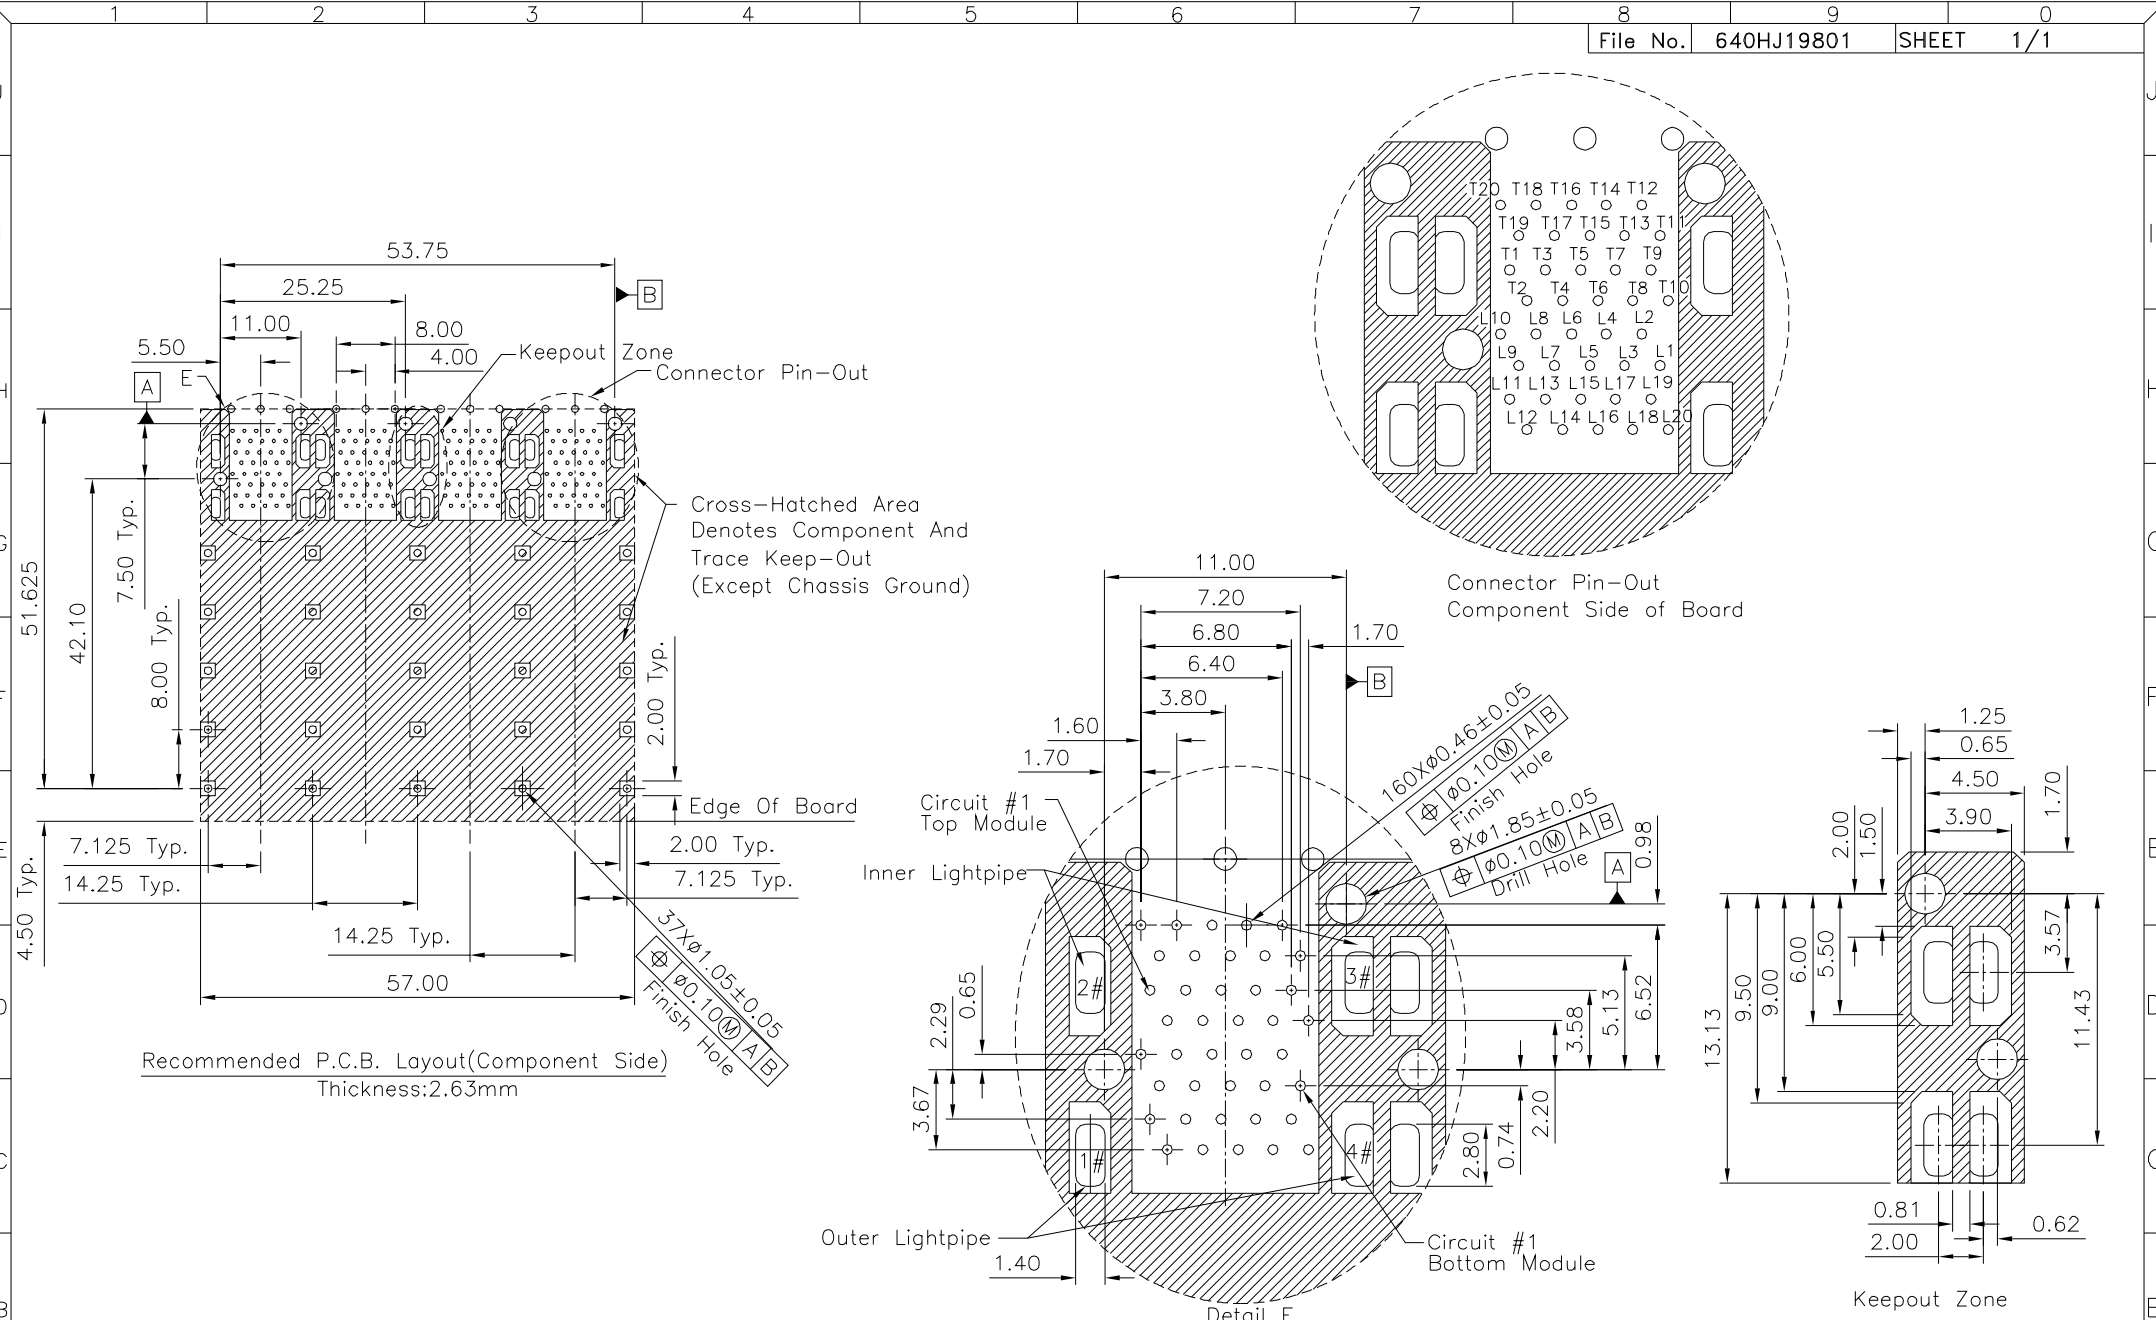 1 2 3 4 5 6 7 8 9 0
File No. 640HJ19801 SHEET 1/1
J
I
H
G
F
E
D
C
B
53.75
25.25
11.00
8.00
5.50
4.00
A
E
B
Keepout Zone
Connector Pin-Out
51.625
42.10
7.50 Typ.
8.00 Typ.
2.00 Typ.
Cross-Hatched Area
Denotes Component And
Trace Keep-Out
(Except Chassis Ground)
Edge Of Board
4.50 Typ.
7.125 Typ.
14.25 Typ.
2.00 Typ.
7.125 Typ.
14.25 Typ.
57.00
37Xø1.05±0.05
ø0.10Ⓜ A B
Finish Hole
Recommended P.C.B. Layout(Component Side)
Thickness:2.63mm
T20 T18 T16 T14 T12
T19 T17 T15 T13 T11
T1 T3 T5 T7 T9
T2 T4 T6 T8 T10
L10 L8 L6 L4 L2
L9 L7 L5 L3 L1
L11 L13 L15 L17 L19
L12 L14 L16 L18 L20
Connector Pin-Out
Component Side of Board
11.00
7.20
6.80
1.70
6.40
3.80
B
1.60
1.70
160Xø0.46±0.05
ø0.10Ⓜ A B
Finish Hole
8Xø1.85±0.05
ø0.10Ⓜ A B
Drill Hole
0.98
A
Circuit #1
Top Module
Inner Lightpipe
2#
3#
1#
4#
0.65
2.29
3.67
3.58
5.13
6.52
2.20
0.74
2.80
Outer Lightpipe
1.40
Circuit #1
Bottom Module
Detail E
1.25
0.65
4.50
3.90
1.70
2.00
1.50
3.57
6.00
5.50
9.50
9.00
13.13
11.43
0.81
0.62
2.00
Keepout Zone